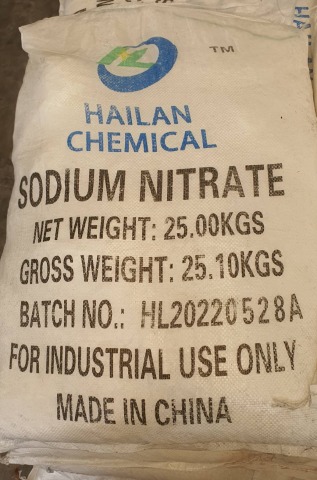 TM
HAILAN
CHEMICAL
SODIUM NITRATE
NET WEIGHT: 25.00KGS
GROSS WEIGHT: 25.10KGS
BATCH NO.: HL20220528A
FOR INDUSTRIAL USE ONLY
MADE IN CHINA